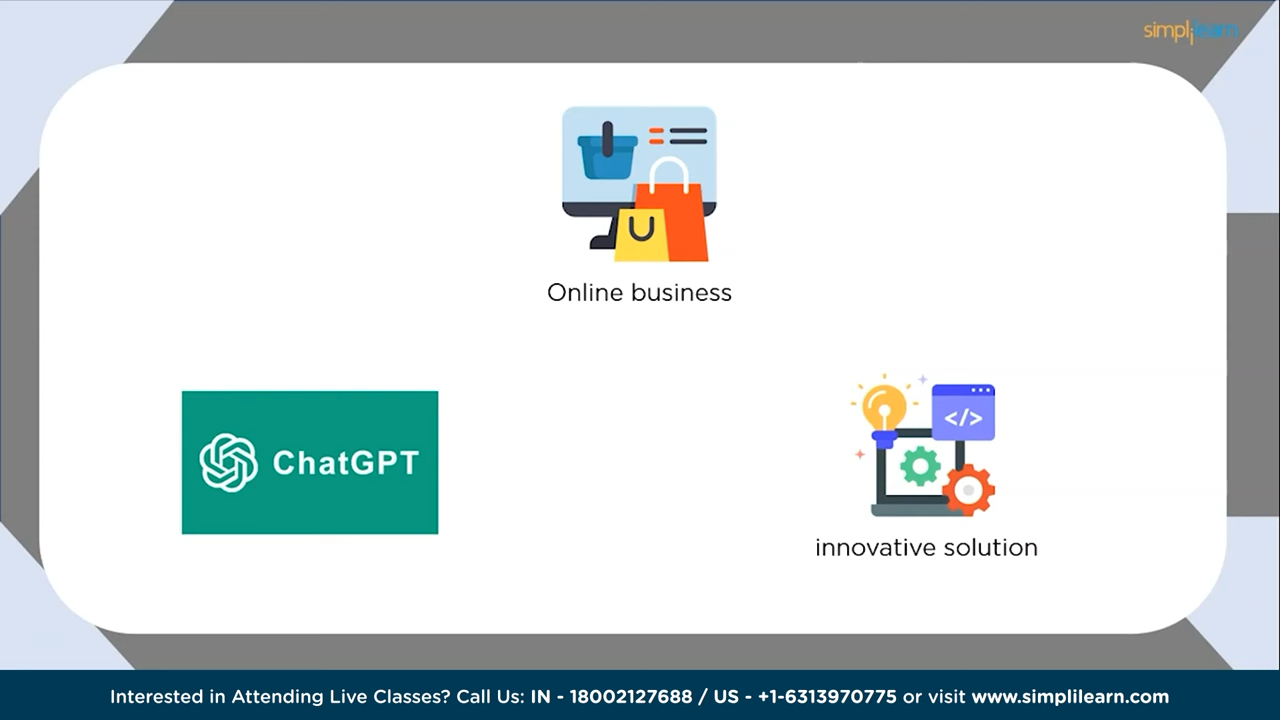 simplilearn
Online business
ChatGPT
</>
innovative solution
Interested in Attending Live Classes? Call Us: IN - 18002127688 / US - +1-6313970775 or visit www.simplilearn.com